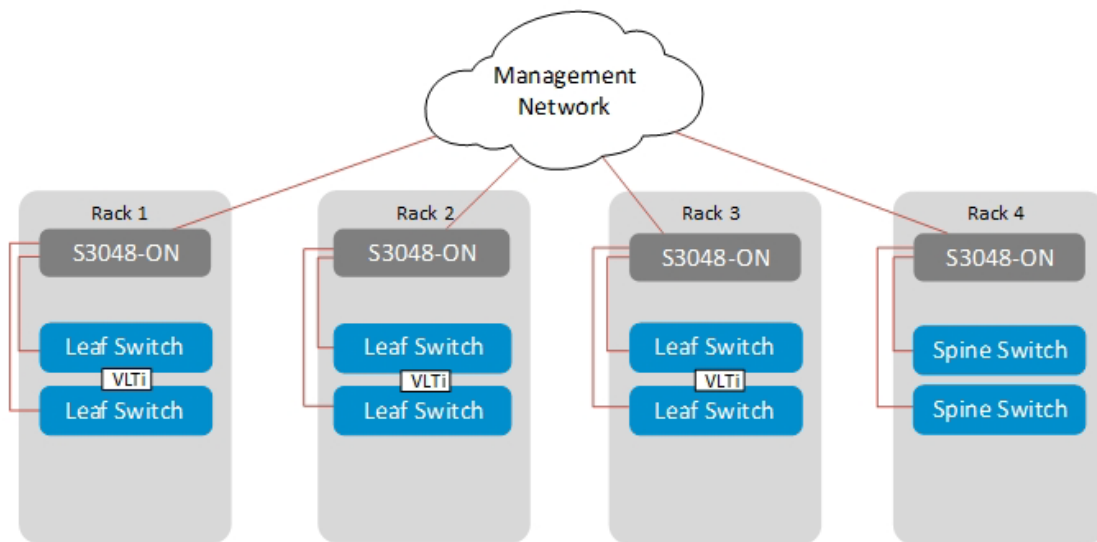 Management
Network
Rack 1
S3048-ON
Leaf Switch
VLTi
Leaf Switch
Rack 2
S3048-ON
Leaf Switch
VLTi
Leaf Switch
Rack 3
S3048-ON
Leaf Switch
VLTi
Leaf Switch
Rack 4
S3048-ON
Spine Switch
Spine Switch